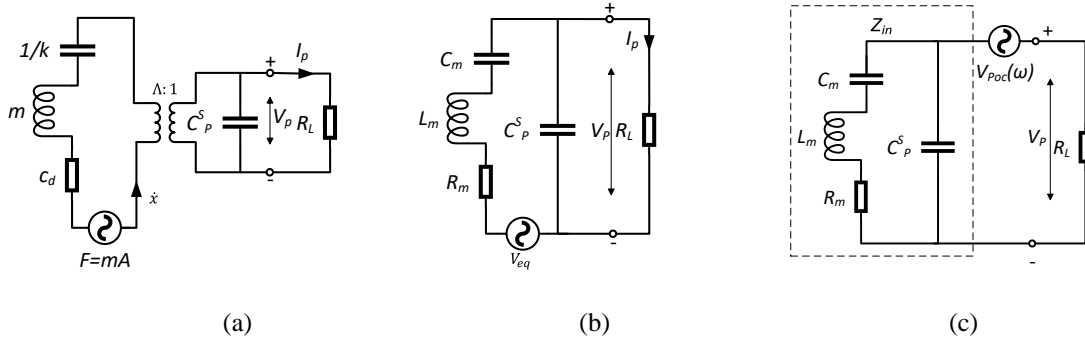 1/k
m
c_d
F=mA
ẋ
Λ: 1
C^S_P
+
I_p
V_p
R_L
-
(a)
C_m
L_m
R_m
V_eq
C^S_P
+
I_p
V_P
R_L
-
(b)
Z_in
C_m
L_m
R_m
C^S_P
V_Poc(ω)
+
V_P
R_L
-
(c)